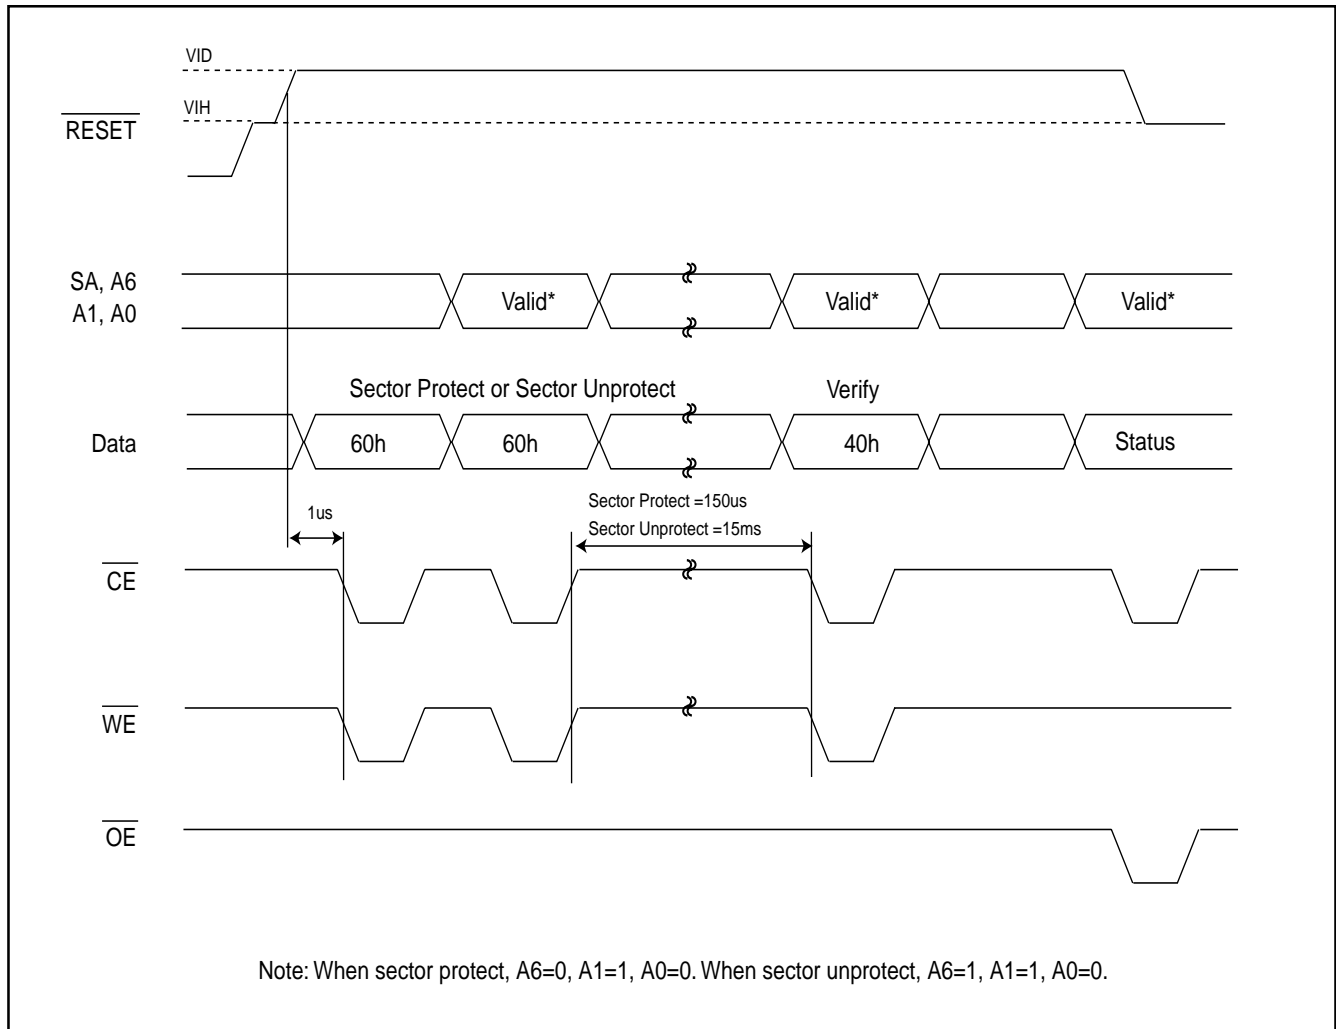 VID
VIH
RESET
SA, A6
A1, A0
Valid*
Valid*
Valid*
Sector Protect or Sector Unprotect
Verify
Data
60h
60h
40h
Status
1us
Sector Protect =150us
Sector Unprotect =15ms
CE
WE
OE
Note: When sector protect, A6=0, A1=1, A0=0. When sector unprotect, A6=1, A1=1, A0=0.